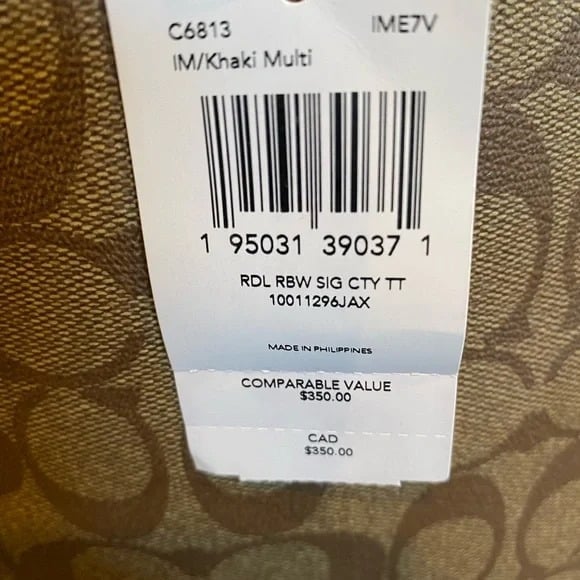 C6813 IME7V
IM/Khaki Multi
1 95031 39037 1
RDL RBW SIG CTY TT
10011296JAX
MADE IN PHILIPPINES
COMPARABLE VALUE
$350.00
CAD
$350.00